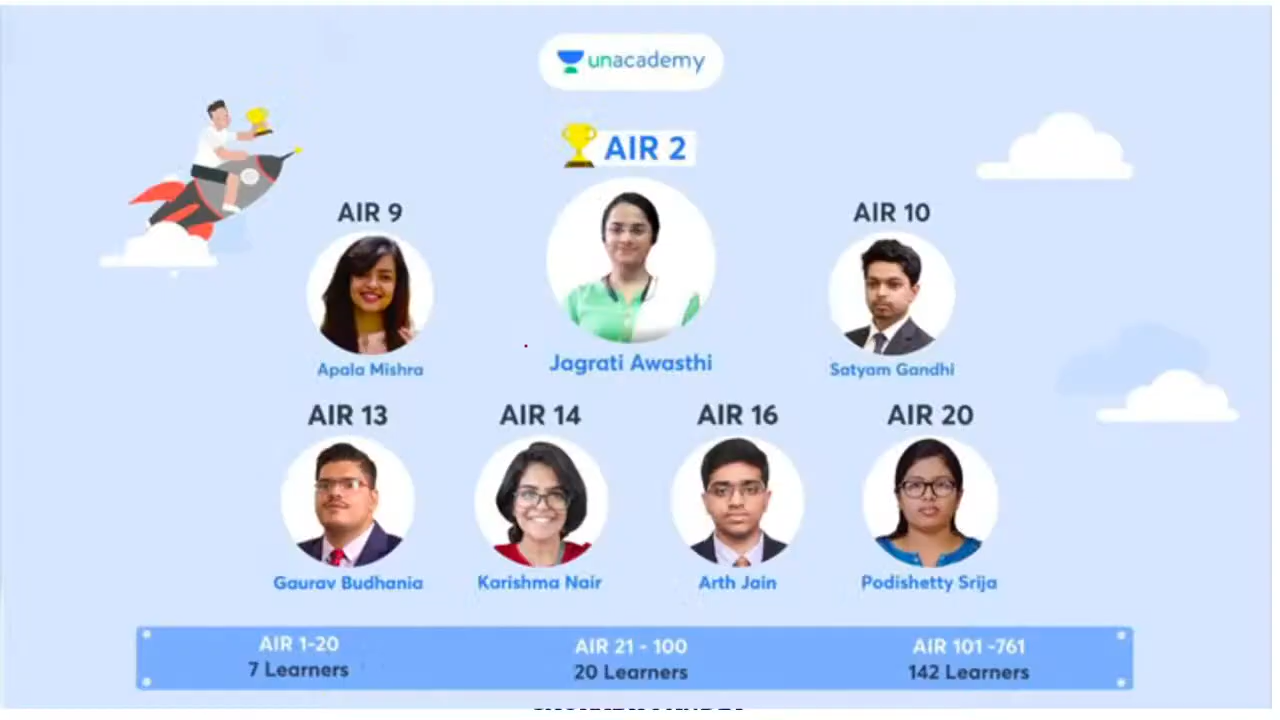 unacademy
AIR 2
AIR 9
AIR 10
Apala Mishra
Jagrati Awasthi
Satyam Gandhi
AIR 13
AIR 14
AIR 16
AIR 20
Gaurav Budhania
Karishma Nair
Arth Jain
Podishetty Srija
AIR 1-20
AIR 21 - 100
AIR 101 -761
7 Learners
20 Learners
142 Learners